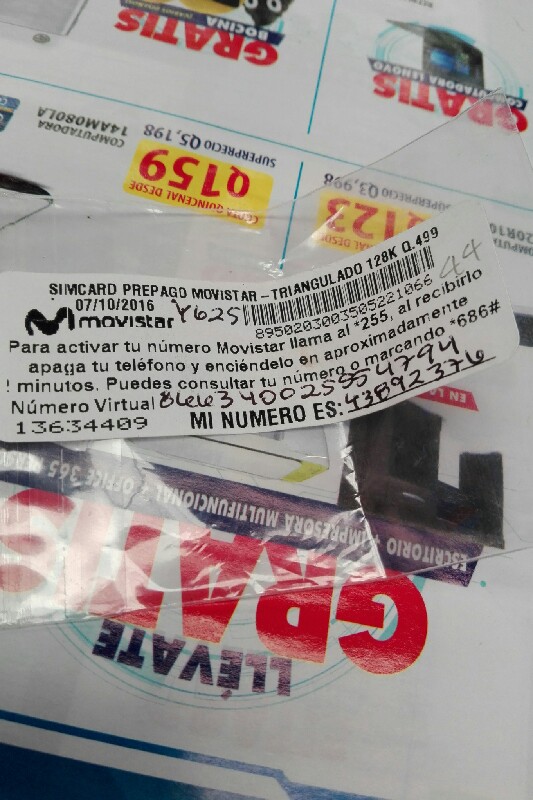 GRATIS
BOCINA
GRATIS
COMPUTADORA LENOVO
COMPUTADORA
14AM080LA
SUPERPRECIO Q5,198
CUOTA QUINCENAL DESDE
Q159
SUPERPRECIO Q3,998
Q123
SIMCARD PREPAGO MOVISTAR - TRIANGULADO 128K Q.499
07/10/2016 Y625
44
movistar
8950203003505221066
Para activar tu número Movistar llama al *255, al recibirlo
apaga tu teléfono y enciéndelo en aproximadamente
minutos. Puedes consultar tu número o marcando *686#
Número Virtual
13634409
MI NUMERO ES: 43892376
ESCRITORIO + IMPRESORA MULTIFUNCIONAL + OFFICE 365
GRATIS
LLÉVATE